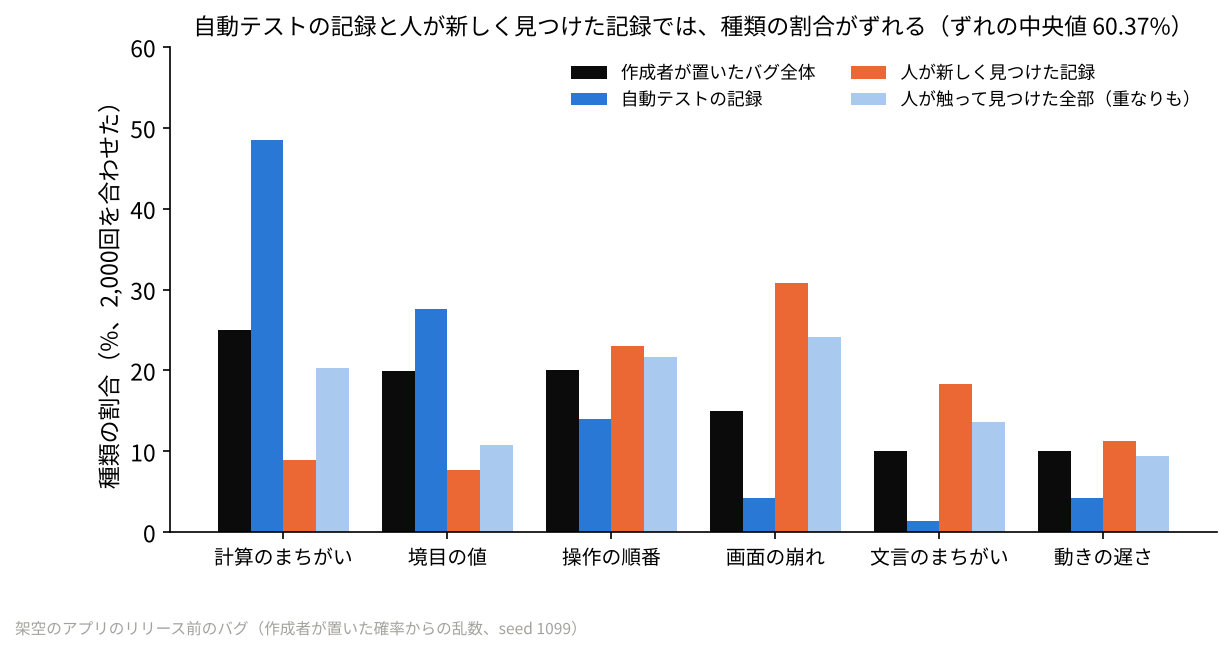 自動テストの記録と人が新しく見つけた記録では、種類の割合がずれる（ずれの中央値 60.37%）
作成者が置いたバグ全体
自動テストの記録
人が新しく見つけた記録
人が触って見つけた全部（重なりも）
種類の割合（%、2,000回を合わせた）
60
50
40
30
20
10
0
計算のまちがい
境目の値
操作の順番
画面の崩れ
文言のまちがい
動きの遅さ
架空のアプリのリリース前のバグ（作成者が置いた確率からの乱数、seed 1099）